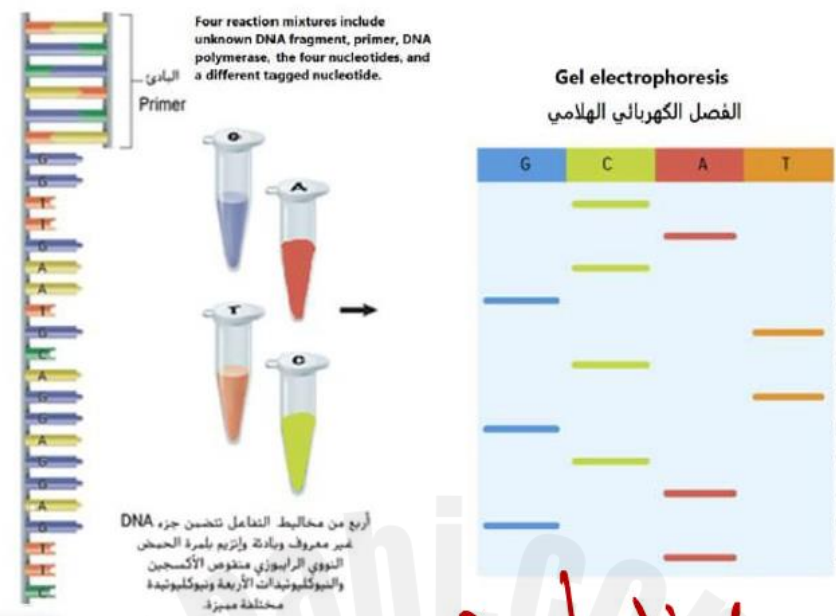 Four reaction mixtures include
unknown DNA fragment, primer, DNA
polymerase, the four nucleotides, and
a different tagged nucleotide.
البادئ
Primer
G
G
T
T
G
A
A
T
G
C
A
G
G
A
G
G
A
G
T
T
C
G
A
T
C
أربع من مخاليط التفاعل تتضمن جزء DNA
غير معروف وبادئة وإنزيم بلمرة الحمض
النووي الرايبوزي منقوص الأكسجين
والنيوكليوتيدات الأربعة ونيوكليوتيدة
مختلفة مميزة.
Gel electrophoresis
الفصل الكهربائي الهلامي
G C A T